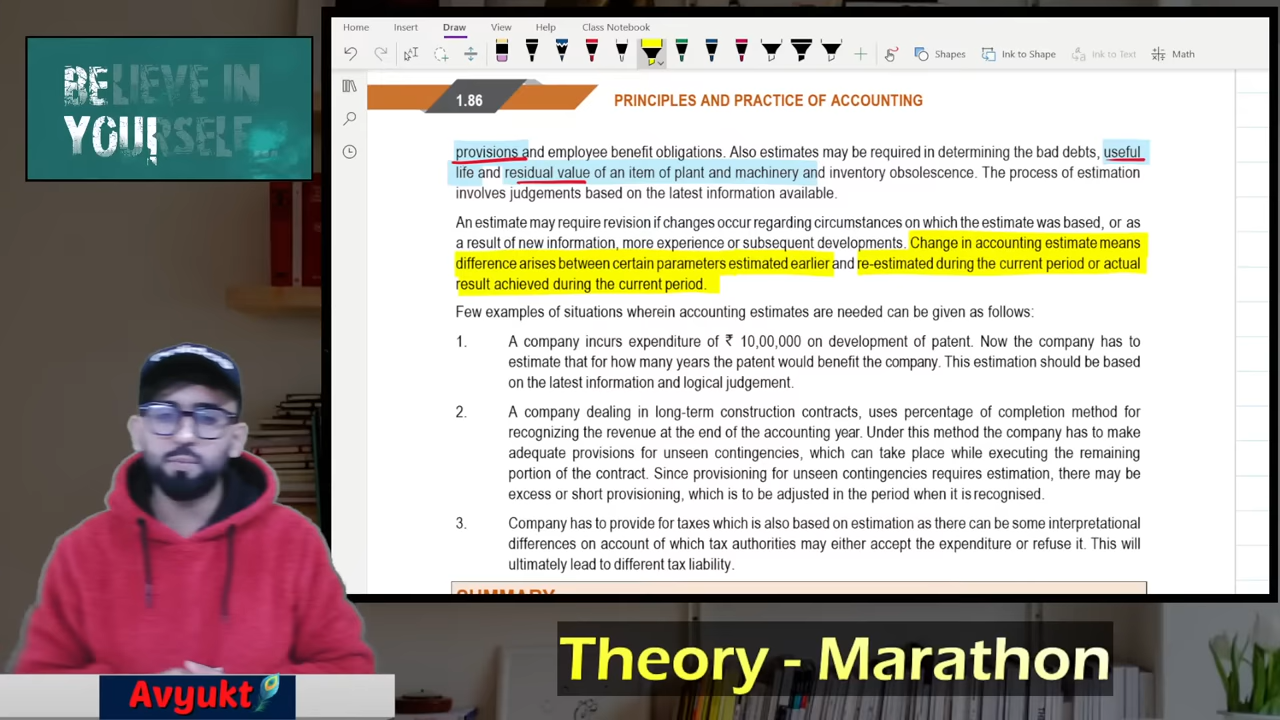 BELIEVE IN
YOURSELF...
Home Insert Draw View Help Class Notebook
Shapes Ink to Shape Ink to Text Math
1.86 PRINCIPLES AND PRACTICE OF ACCOUNTING
provisions and employee benefit obligations. Also estimates may be required in determining the bad debts, useful
life and residual value of an item of plant and machinery and inventory obsolescence. The process of estimation
involves judgements based on the latest information available.
An estimate may require revision if changes occur regarding circumstances on which the estimate was based, or as
a result of new information, more experience or subsequent developments. Change in accounting estimate means
difference arises between certain parameters estimated earlier and re-estimated during the current period or actual
result achieved during the current period.
Few examples of situations wherein accounting estimates are needed can be given as follows:
1. A company incurs expenditure of ₹ 10,00,000 on development of patent. Now the company has to
estimate that for how many years the patent would benefit the company. This estimation should be based
on the latest information and logical judgement.
2. A company dealing in long-term construction contracts, uses percentage of completion method for
recognizing the revenue at the end of the accounting year. Under this method the company has to make
adequate provisions for unseen contingencies, which can take place while executing the remaining
portion of the contract. Since provisioning for unseen contingencies requires estimation, there may be
excess or short provisioning, which is to be adjusted in the period when it is recognised.
3. Company has to provide for taxes which is also based on estimation as there can be some interpretational
differences on account of which tax authorities may either accept the expenditure or refuse it. This will
ultimately lead to different tax liability.
SUMMARY
Theory - Marathon
Avyukt